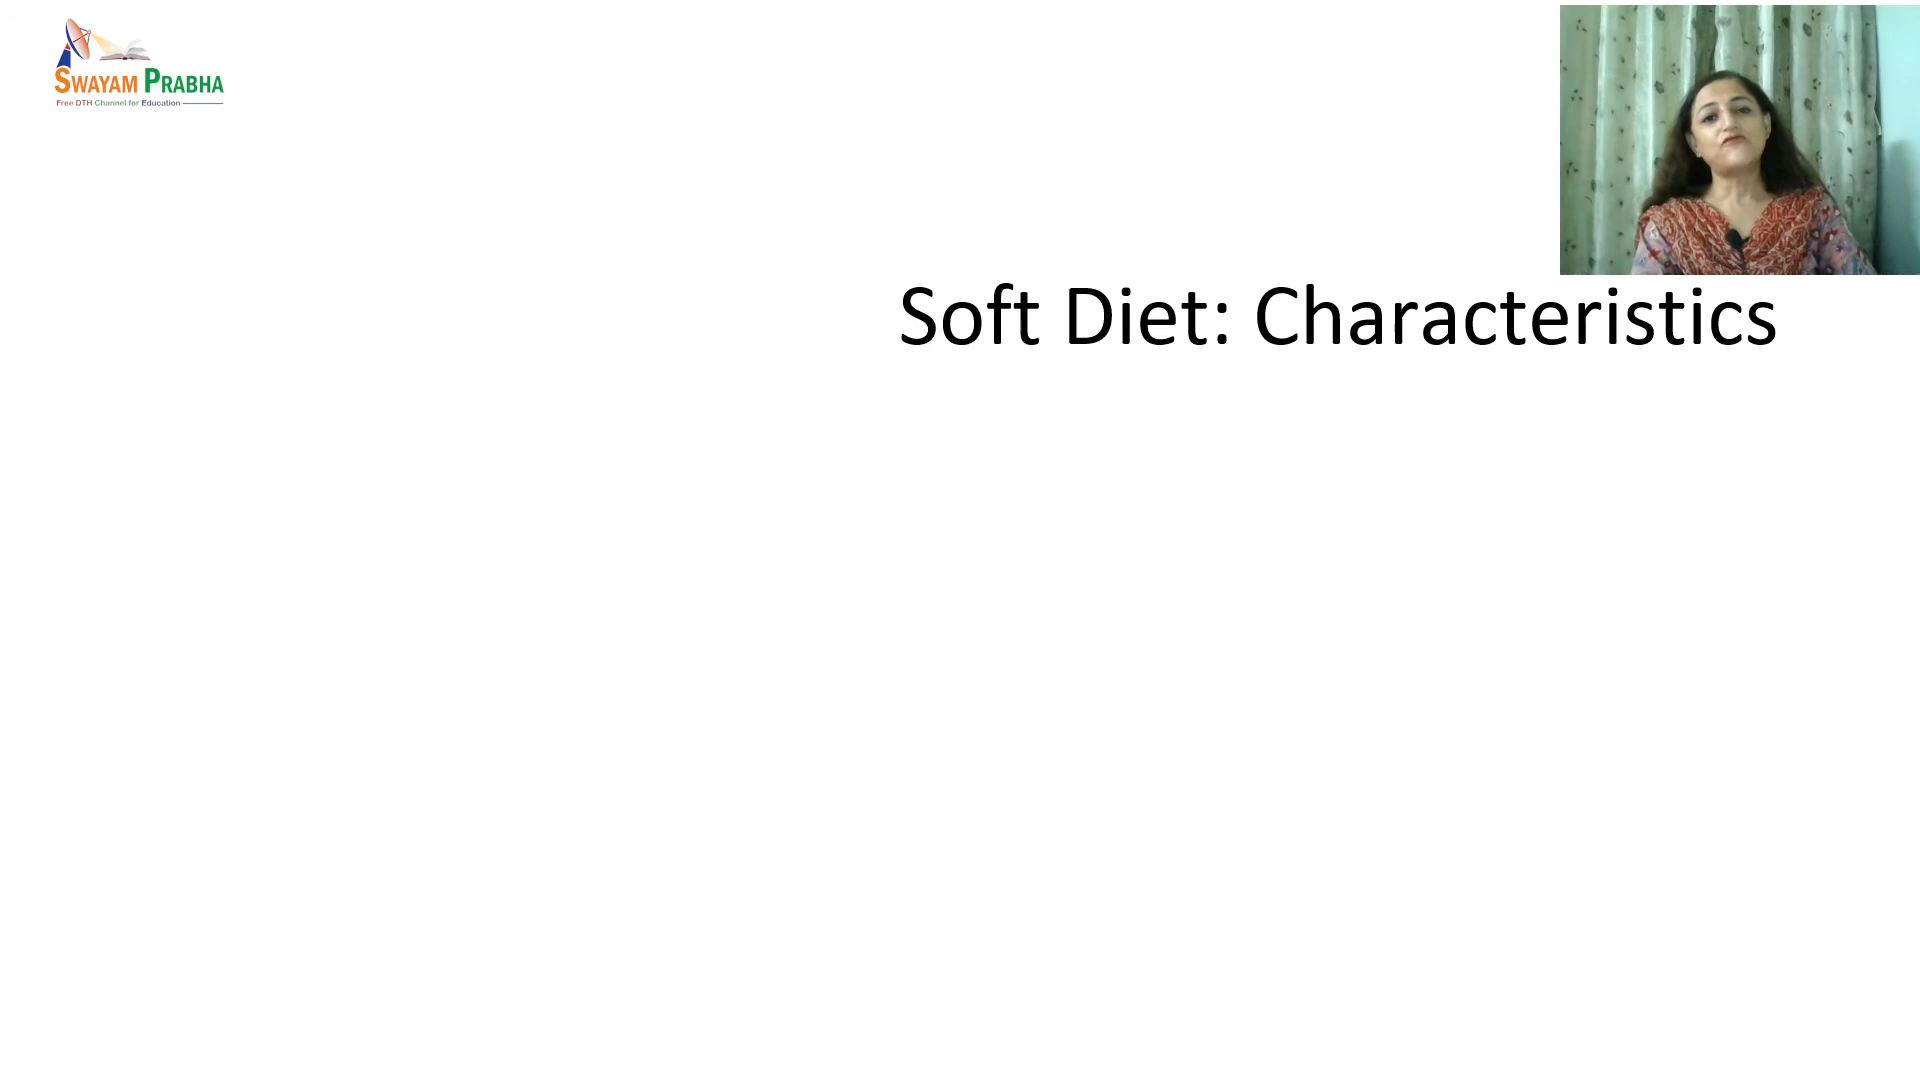 SWAYAM PRABHA
Free DTH Channel for Education
Soft Diet: Characteristics